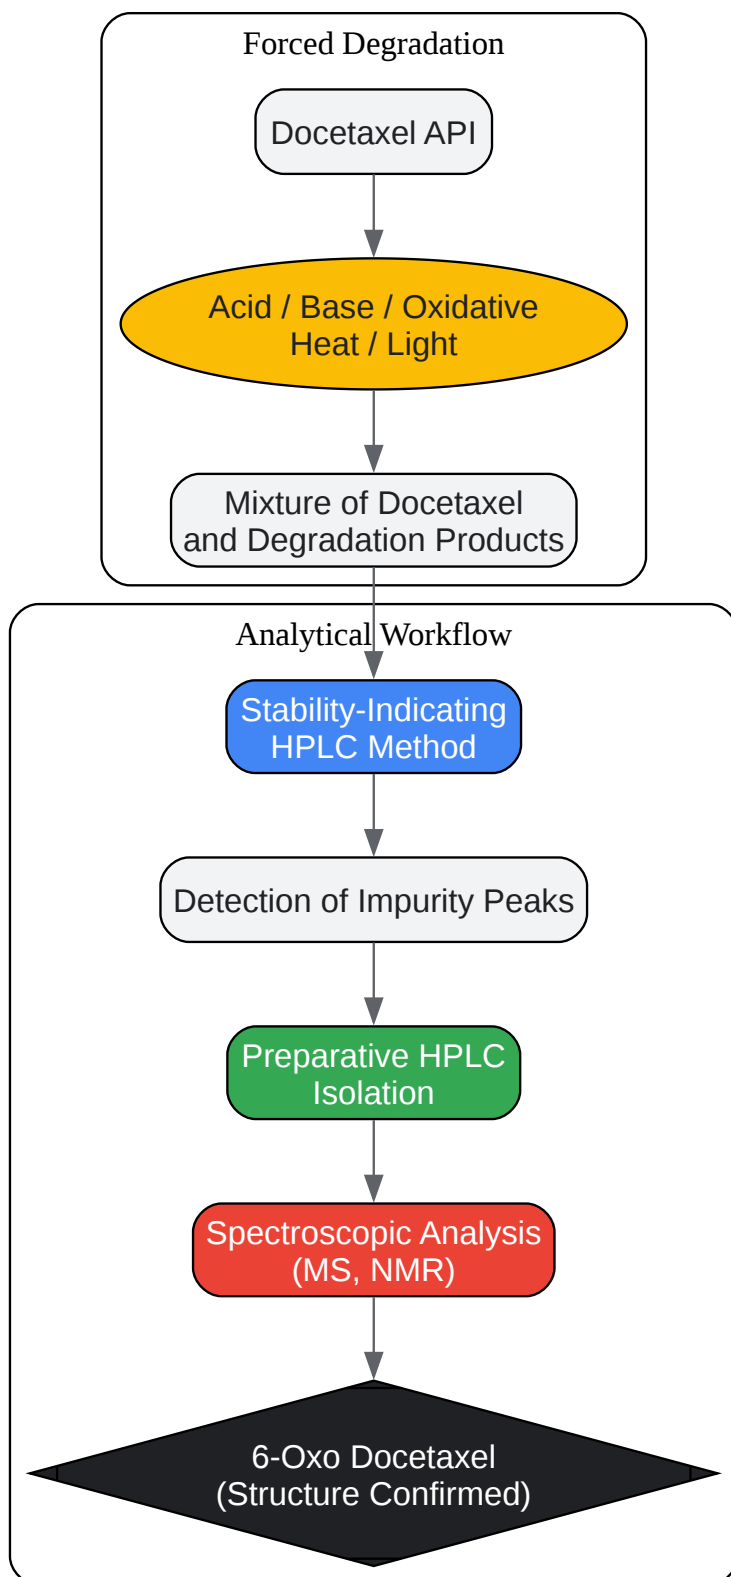 Forced Degradation
Docetaxel API
Acid / Base / Oxidative
Heat / Light
Mixture of Docetaxel
and Degradation Products
Analytical Workflow
Stability-Indicating
HPLC Method
Detection of Impurity Peaks
Preparative HPLC
Isolation
Spectroscopic Analysis
(MS, NMR)
6-Oxo Docetaxel
(Structure Confirmed)